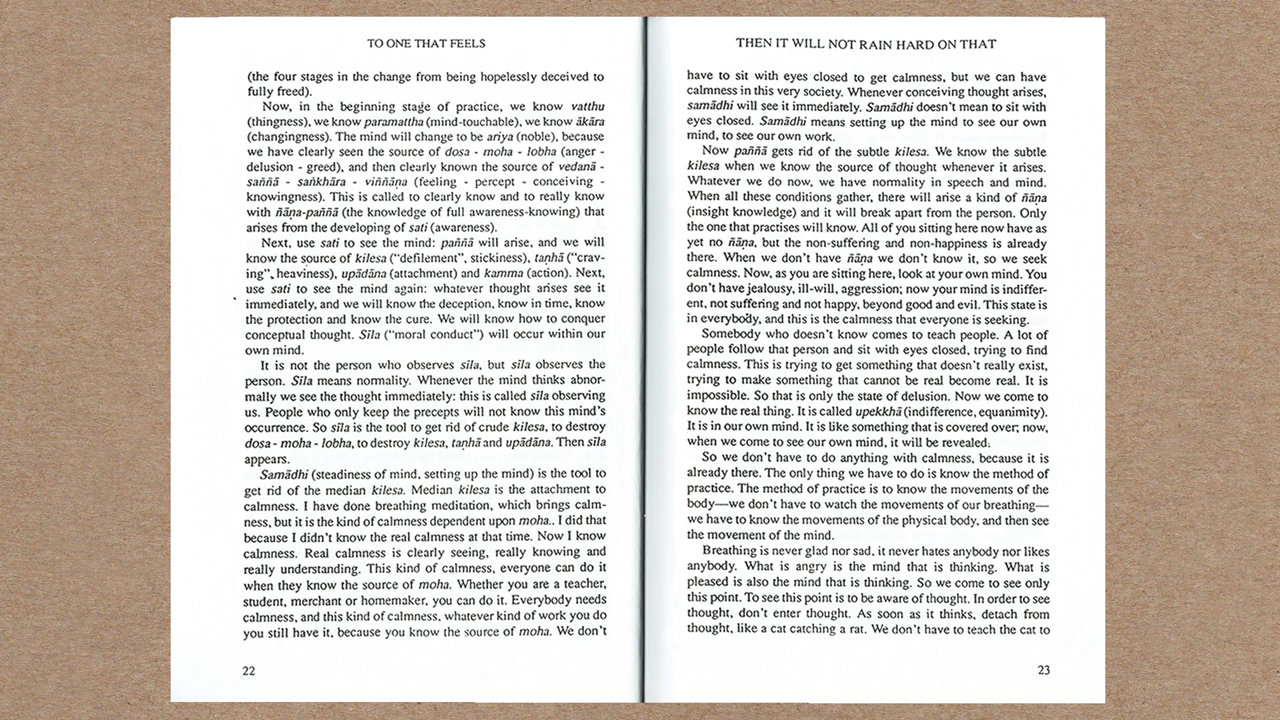 TO ONE THAT FEELS
(the four stages in the change from being hopelessly deceived to
fully freed).
Now, in the beginning stage of practice, we know vatthu
(thingness), we know paramattha (mind-touchable), we know ākāra
(changingness). The mind will change to be ariya (noble), because
we have clearly seen the source of dosa - moha - lobha (anger -
delusion - greed), and then clearly known the source of vedanā -
saññā - saṅkhāra - viññāṇa (feeling - percept - conceiving -
knowingness). This is called to clearly know and to really know
with ñāṇa-paññā (the knowledge of full awareness-knowing) that
arises from the developing of sati (awareness).
Next, use sati to see the mind: paññā will arise, and we will
know the source of kilesa ("defilement", stickiness), taṇhā ("crav-
ing", heaviness), upādāna (attachment) and kamma (action). Next,
use sati to see the mind again: whatever thought arises see it
immediately, and we will know the deception, know in time, know
the protection and know the cure. We will know how to conquer
conceptual thought. Sīla ("moral conduct") will occur within our
own mind.
It is not the person who observes sīla, but sīla observes the
person. Sīla means normality. Whenever the mind thinks abnor-
mally we see the thought immediately: this is called sīla observing
us. People who only keep the precepts will not know this mind's
occurrence. So sīla is the tool to get rid of crude kilesa, to destroy
dosa - moha - lobha, to destroy kilesa, taṇhā and upādāna. Then sīla
appears.
Samādhi (steadiness of mind, setting up the mind) is the tool to
get rid of the median kilesa. Median kilesa is the attachment to
calmness. I have done breathing meditation, which brings calm-
ness, but it is the kind of calmness dependent upon moha.. I did that
because I didn't know the real calmness at that time. Now I know
calmness. Real calmness is clearly seeing, really knowing and
really understanding. This kind of calmness, everyone can do it
when they know the source of moha. Whether you are a teacher,
student, merchant or homemaker, you can do it. Everybody needs
calmness, and this kind of calmness, whatever kind of work you do
you still have it, because you know the source of moha. We don't
22
THEN IT WILL NOT RAIN HARD ON THAT
have to sit with eyes closed to get calmness, but we can have
calmness in this very society. Whenever conceiving thought arises,
samādhi will see it immediately. Samādhi doesn't mean to sit with
eyes closed. Samādhi means setting up the mind to see our own
mind, to see our own work.
Now paññā gets rid of the subtle kilesa. We know the subtle
kilesa when we know the source of thought whenever it arises.
Whatever we do now, we have normality in speech and mind.
When all these conditions gather, there will arise a kind of ñāṇa
(insight knowledge) and it will break apart from the person. Only
the one that practises will know. All of you sitting here now have as
yet no ñāṇa, but the non-suffering and non-happiness is already
there. When we don't have ñāṇa we don't know it, so we seek
calmness. Now, as you are sitting here, look at your own mind. You
don't have jealousy, ill-will, aggression; now your mind is indiffer-
ent, not suffering and not happy, beyond good and evil. This state is
in everybody, and this is the calmness that everyone is seeking.
Somebody who doesn't know comes to teach people. A lot of
people follow that person and sit with eyes closed, trying to find
calmness. This is trying to get something that doesn't really exist,
trying to make something that cannot be real become real. It is
impossible. So that is only the state of delusion. Now we come to
know the real thing. It is called upekkhā (indifference, equanimity).
It is in our own mind. It is like something that is covered over; now,
when we come to see our own mind, it will be revealed.
So we don't have to do anything with calmness, because it is
already there. The only thing we have to do is know the method of
practice. The method of practice is to know the movements of the
body—we don't have to watch the movements of our breathing—
we have to know the movements of the physical body, and then see
the movement of the mind.
Breathing is never glad nor sad, it never hates anybody nor likes
anybody. What is angry is the mind that is thinking. What is
pleased is also the mind that is thinking. So we come to see only
this point. To see this point is to be aware of thought. In order to see
thought, don't enter thought. As soon as it thinks, detach from
thought, like a cat catching a rat. We don't have to teach the cat to
23